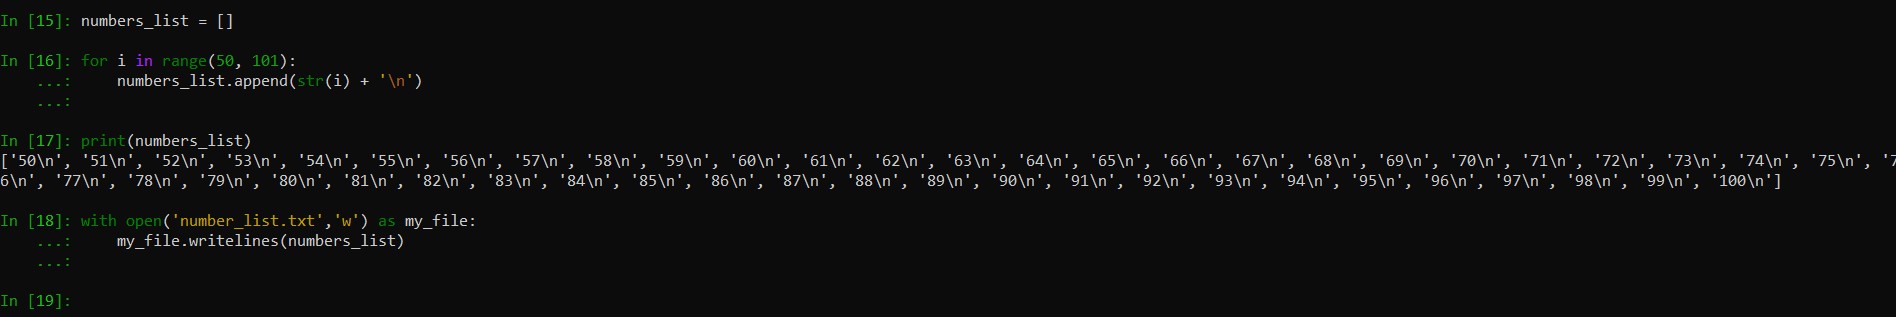 In [15]: numbers_list = []
In [16]: for i in range(50, 101):
...:     numbers_list.append(str(i) + '\n')
...:
In [17]: print(numbers_list)
['50\n', '51\n', '52\n', '53\n', '54\n', '55\n', '56\n', '57\n', '58\n', '59\n', '60\n', '61\n', '62\n', '63\n', '64\n', '65\n', '66\n', '67\n', '68\n', '69\n', '70\n', '71\n', '72\n', '73\n', '74\n', '75\n', '7
6\n', '77\n', '78\n', '79\n', '80\n', '81\n', '82\n', '83\n', '84\n', '85\n', '86\n', '87\n', '88\n', '89\n', '90\n', '91\n', '92\n', '93\n', '94\n', '95\n', '96\n', '97\n', '98\n', '99\n', '100\n']
In [18]: with open('number_list.txt','w') as my_file:
...:     my_file.writelines(numbers_list)
...:
In [19]: